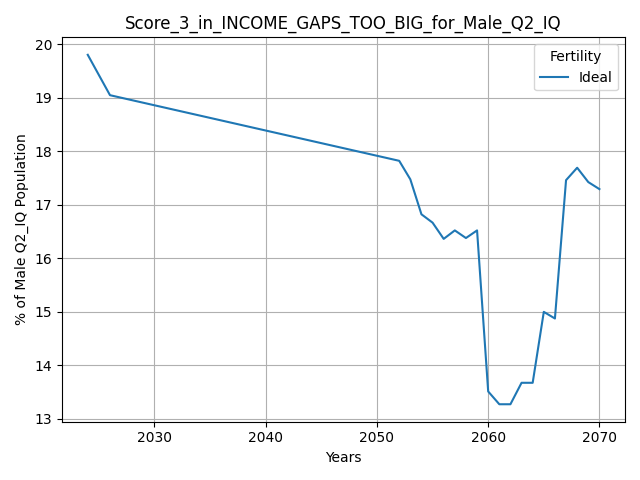 Score_3_in_INCOME_GAPS_TOO_BIG_for_Male_Q2_IQ
Fertility
Ideal
% of Male Q2_IQ Population
20
19
18
17
16
15
14
13
2030 2040 2050 2060 2070
Years